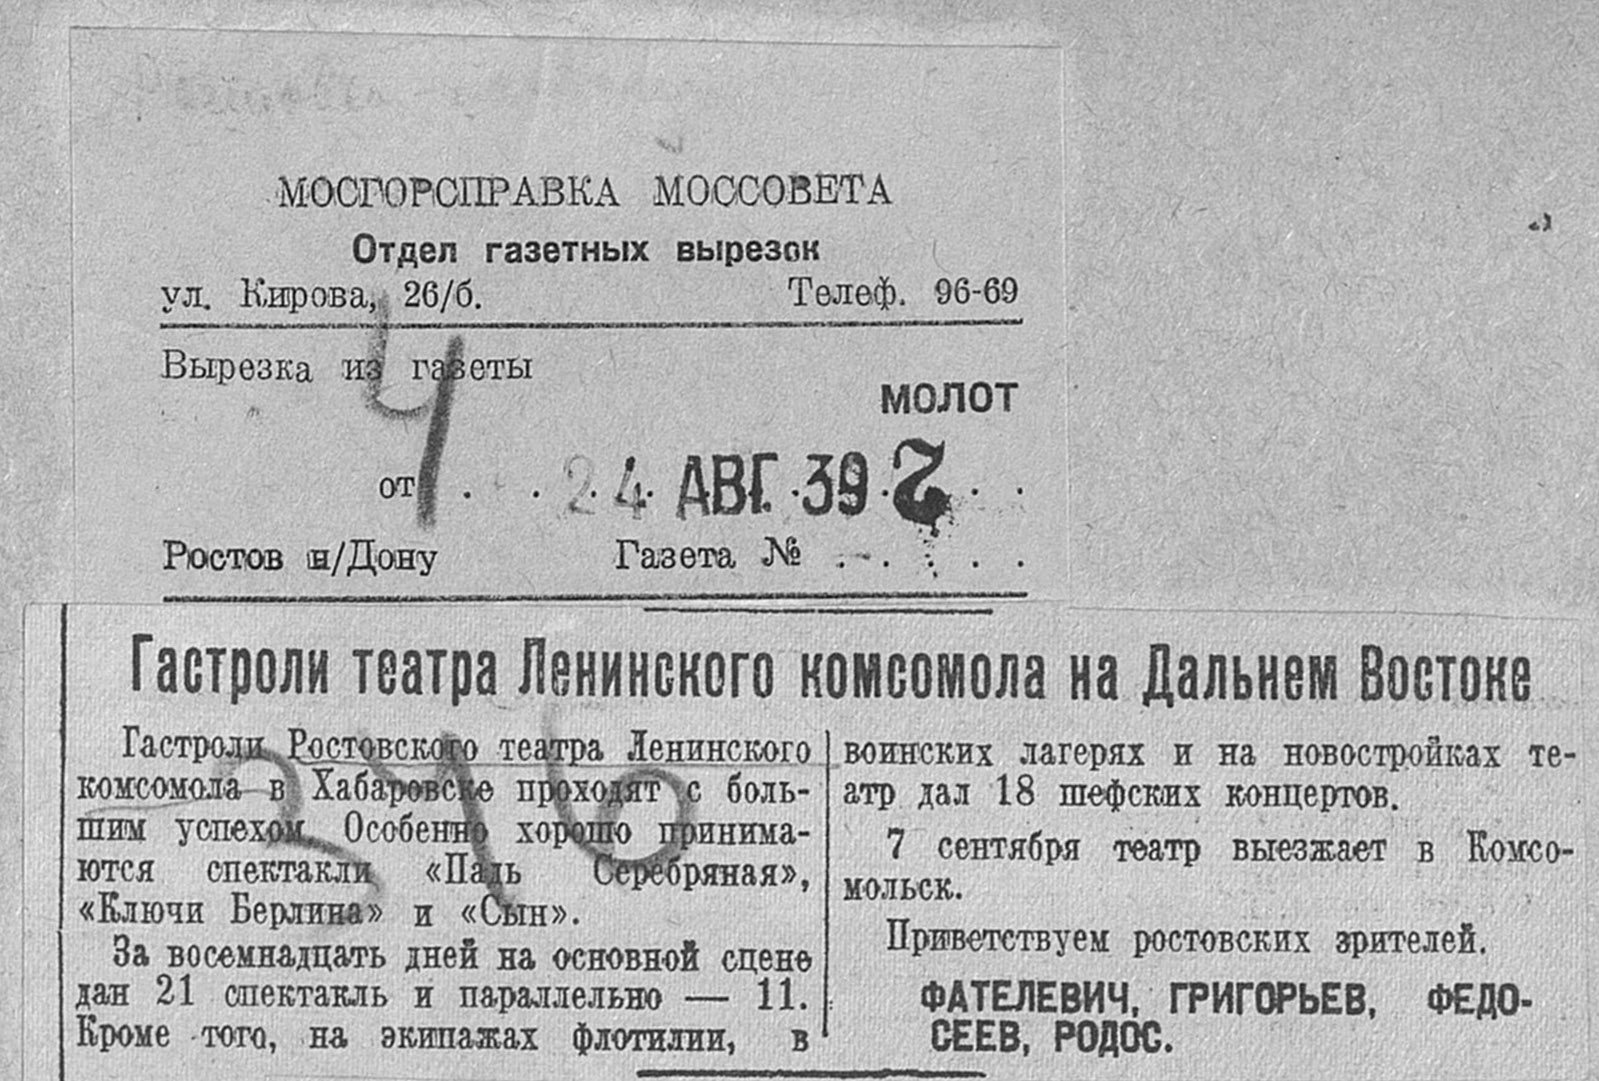 МОСГОРСПРАВКА МОССОВЕТА
Отдел газетных вырезок
ул. Кирова, 26/б. Телеф. 96-69
Вырезка из газеты
МОЛОТ
4
от . . . 24 АВГ. 39
Ростов н/Дону Газета № . . . . .
Гастроли театра Ленинского комсомола на Дальнем Востоке
Гастроли Ростовского театра Ленинского
комсомола в Хабаровске проходят с боль-
шим успехом. Особенно хорошо принима-
ются спектакли «Падь Серебряная»,
«Ключи Берлина» и «Сын».
За восемнадцать дней на основной сцене
дан 21 спектакль и параллельно — 11.
Кроме того, на экипажах флотилии, в
воинских лагерях и на новостройках те-
атр дал 18 шефских концертов.
7 сентября театр выезжает в Комсо-
мольск.
Приветствуем ростовских зрителей.
ФАТЕЛЕВИЧ, ГРИГОРЬЕВ, ФЕДО-
СЕЕВ, РОДОС.